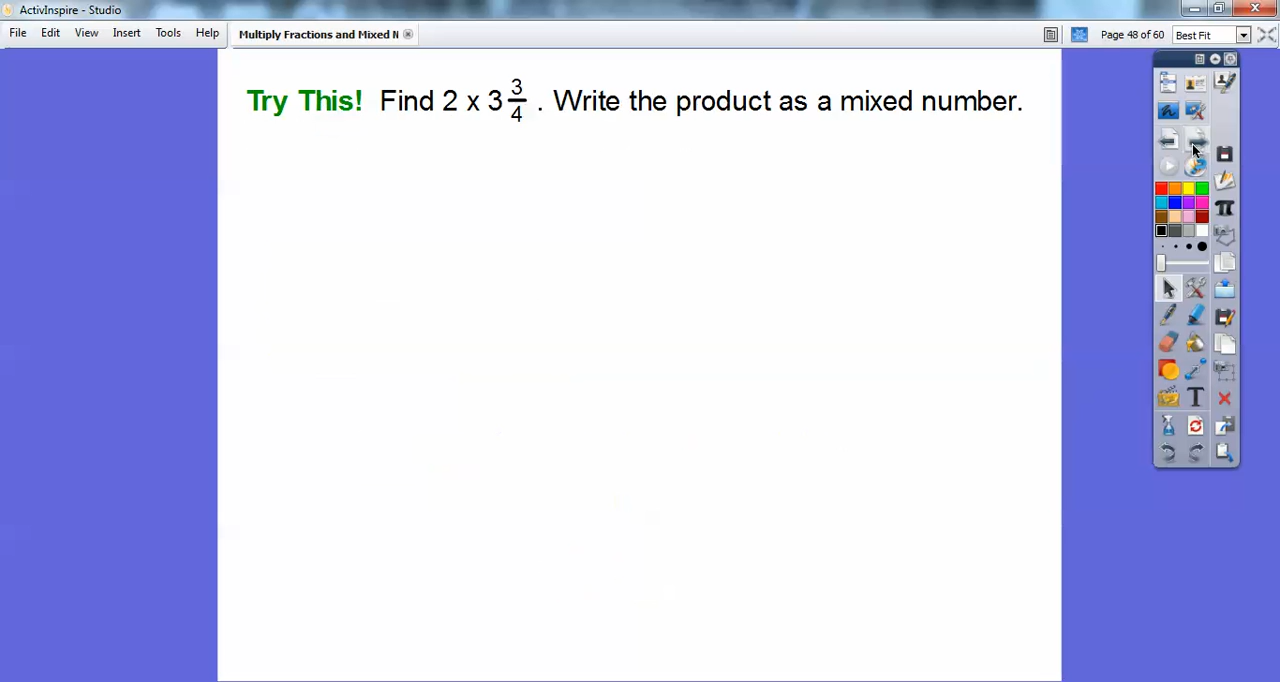 ActivInspire - Studio
File Edit View Insert Tools Help
Multiply Fractions and Mixed N
Page 48 of 60
Best Fit
Try This! Find 2 x 3 3/4 . Write the product as a mixed number.